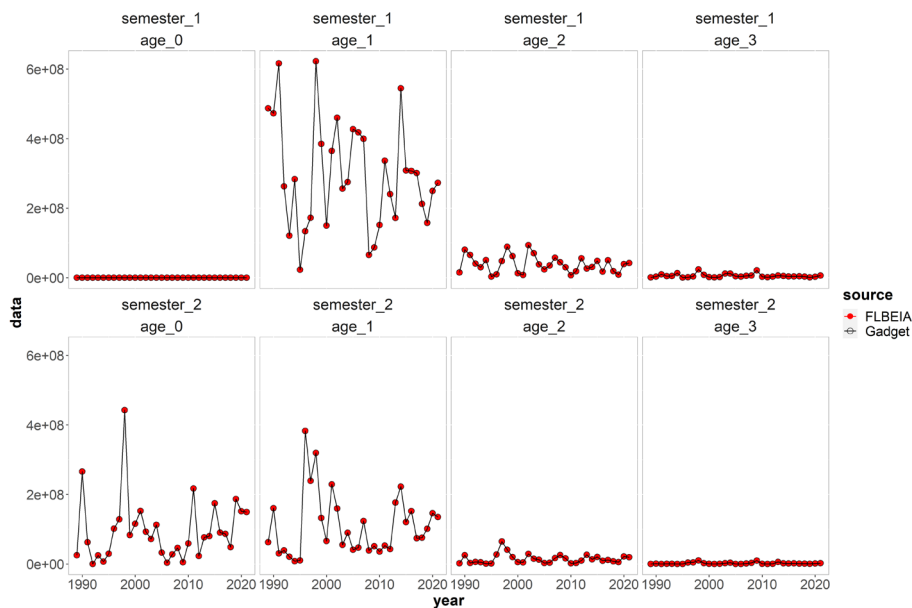 semester_1 semester_1 semester_1 semester_1
age_0 age_1 age_2 age_3
6e+08
4e+08
2e+08
0e+00
semester_2 semester_2 semester_2 semester_2
age_0 age_1 age_2 age_3
6e+08
4e+08
2e+08
0e+00
1990 2000 2010 2020 1990 2000 2010 2020 1990 2000 2010 2020 1990 2000 2010 2020
year
data
source
FLBEIA
Gadget